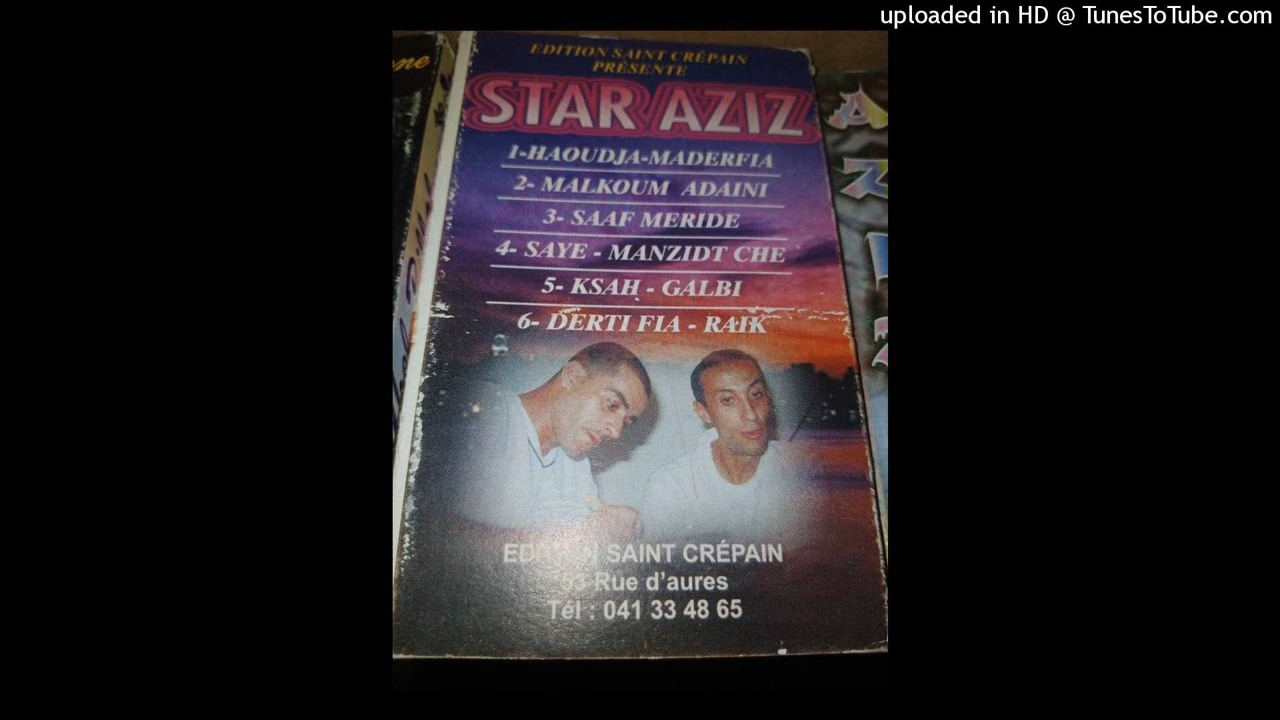 uploaded in HD @ TunesToTube.com
EDITION SAINT CRÉPAIN
PRÉSENTE
STAR AZIZ
1-HAOUDJA-MADERFIA
2- MALKOUM ADAINI
3- SAAF MERIDE
4- SAYE - MANZIDT CHE
5- KSAH - GALBI
6- DERTI FIA - RAIK
EDITION SAINT CRÉPAIN
53 Rue d'aures
Tél : 041 33 48 65